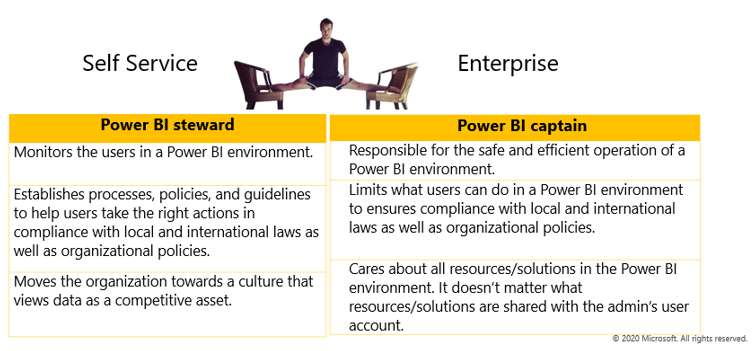 Self Service
Enterprise
Power BI steward
Monitors the users in a Power BI environment.
Establishes processes, policies, and guidelines
to help users take the right actions in
compliance with local and international laws as
well as organizational policies.
Moves the organization towards a culture that
views data as a competitive asset.
Power BI captain
Responsible for the safe and efficient operation of a
Power BI environment.
Limits what users can do in a Power BI environment
to ensures compliance with local and international
laws as well as organizational policies.
Cares about all resources/solutions in the Power BI
environment. It doesn't matter what
resources/solutions are shared with the admin's user
account.
© 2020 Microsoft. All rights reserved.